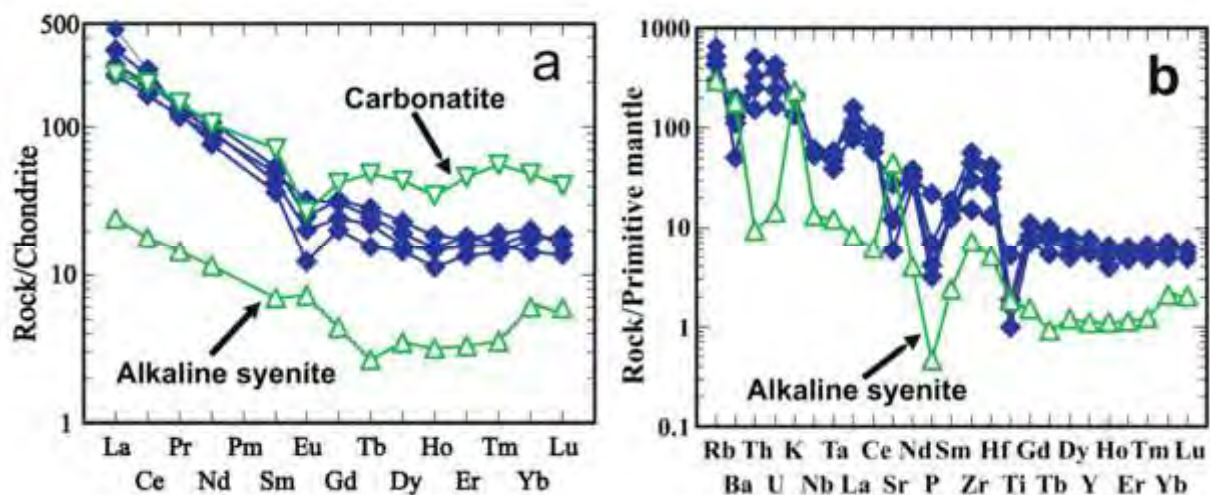 500
100
10
1
Rock/Chondrite
a
Carbonatite
Alkaline syenite
La Pr Pm Eu Tb Ho Tm Lu
Ce Nd Sm Gd Dy Er Yb
1000
100
10
1
0.1
Rock/Primitive mantle
b
Alkaline syenite
Rb Th K Ta Ce Nd Sm Hf Gd Dy Ho Tm Lu
Ba U Nb La Sr P Zr Ti Tb Y Er Yb